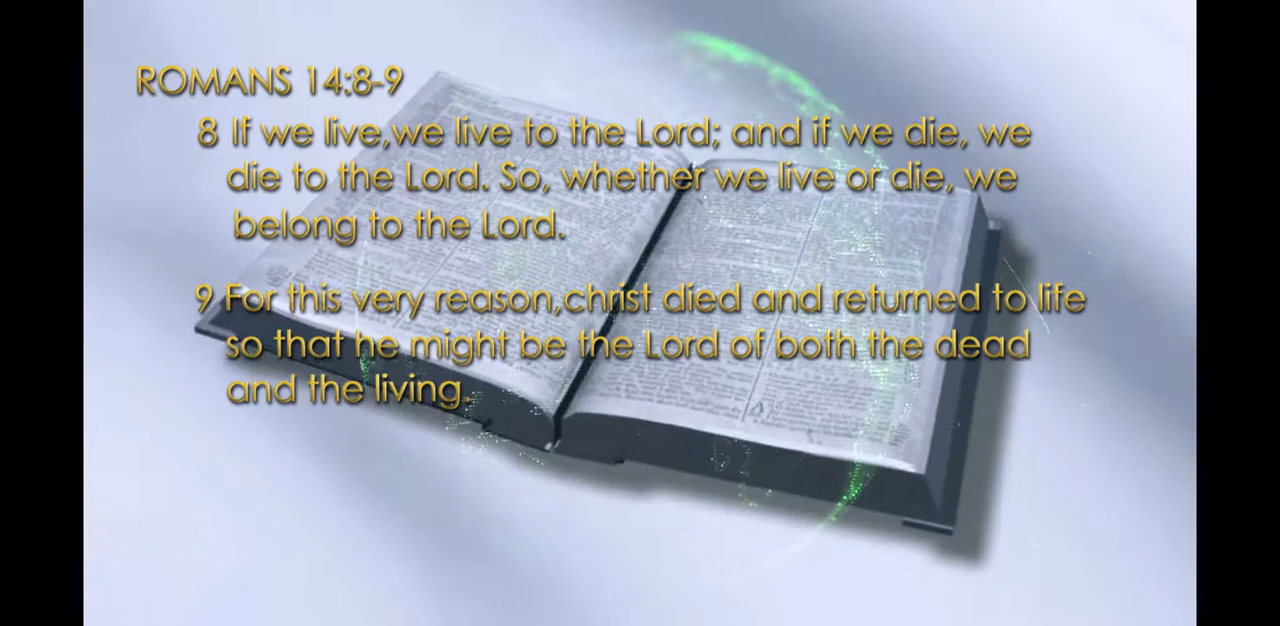 ROMANS 14:8-9
8 If we live,we live to the Lord; and if we die, we
die to the Lord. So, whether we live or die, we
belong to the Lord.
9 For this very reason,christ died and returned to life
so that he might be the Lord of both the dead
and the living.